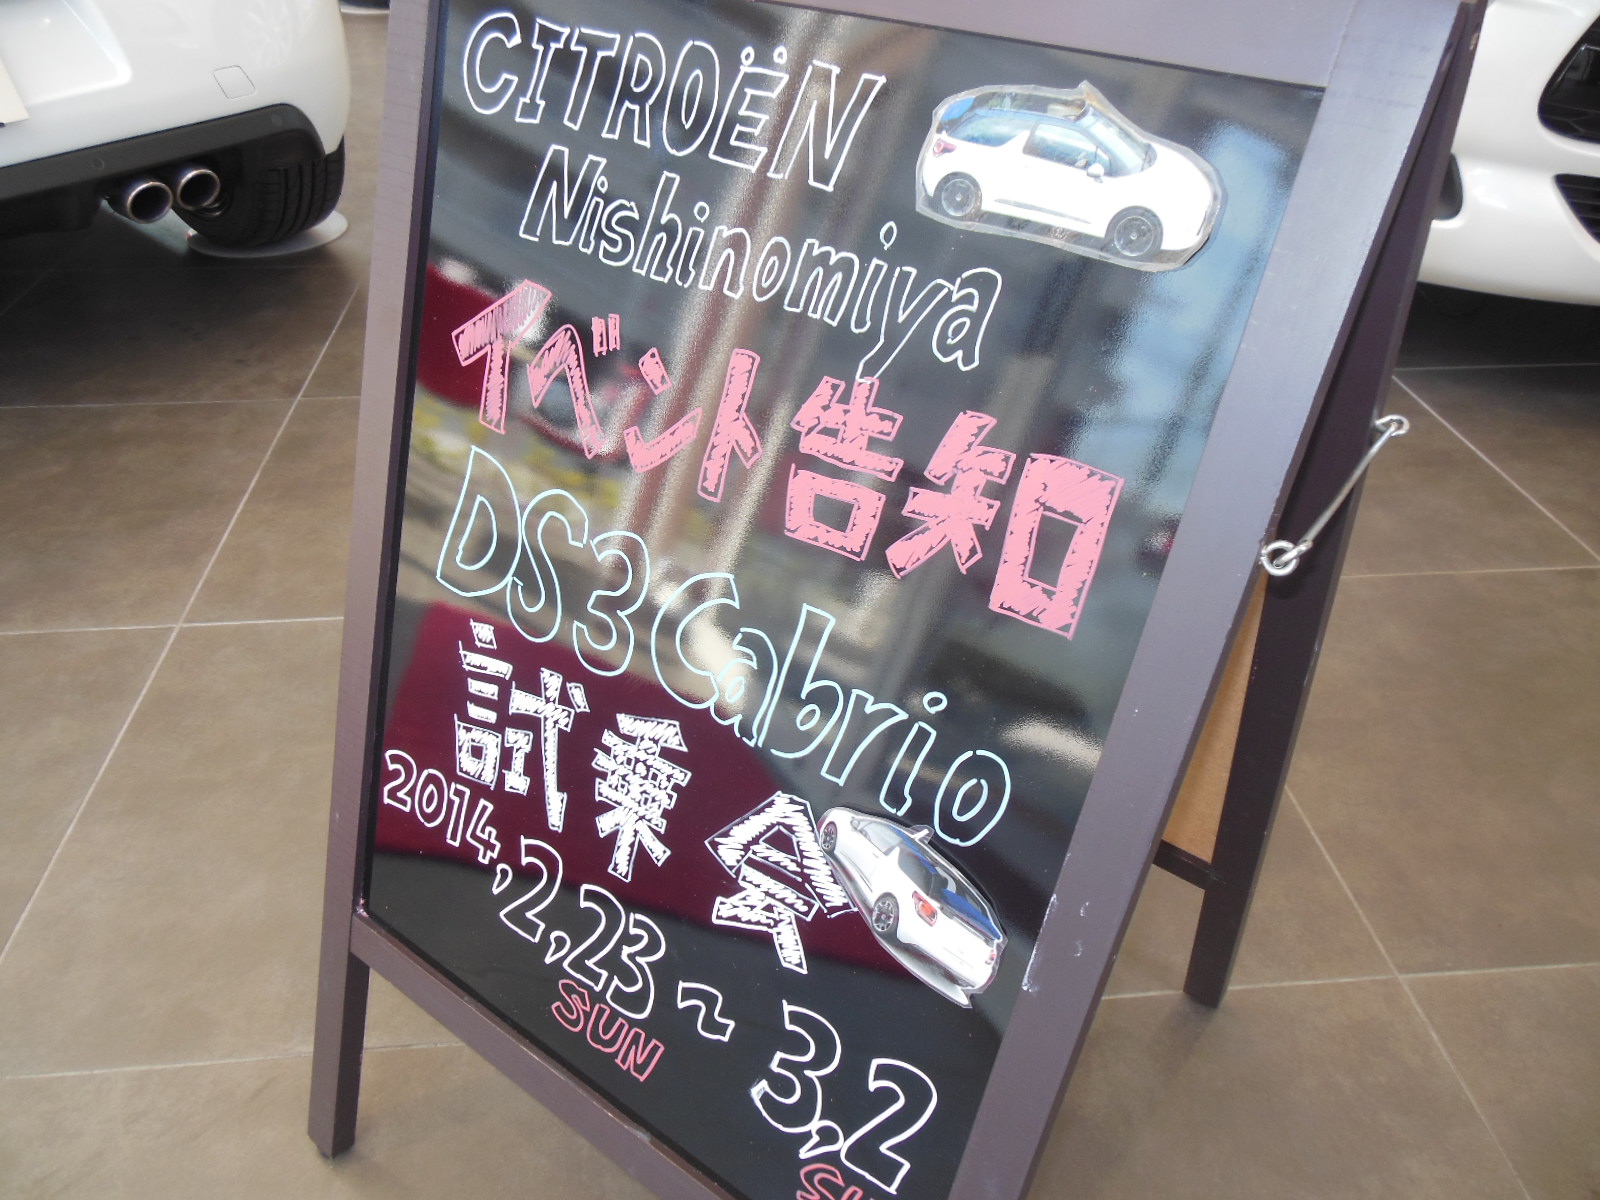 CITROËN
Nishinomiya
イベント告知
DS3 Cabrio
試乗会
2014,2,23~3,2
SUN